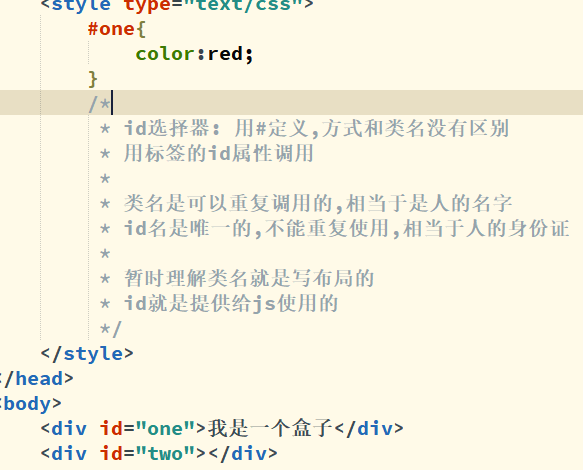 <style type="text/css">
#one{
color:red;
}
/*
* id选择器: 用#定义,方式和类名没有区别
* 用标签的id属性调用
*
* 类名是可以重复调用的,相当于是人的名字
* id名是唯一的,不能重复使用,相当于人的身份证
*
* 暂时理解类名就是写布局的
* id就是提供给js使用的
*/
</style>
</head>
<body>
<div id="one">我是一个盒子</div>
<div id="two"></div>